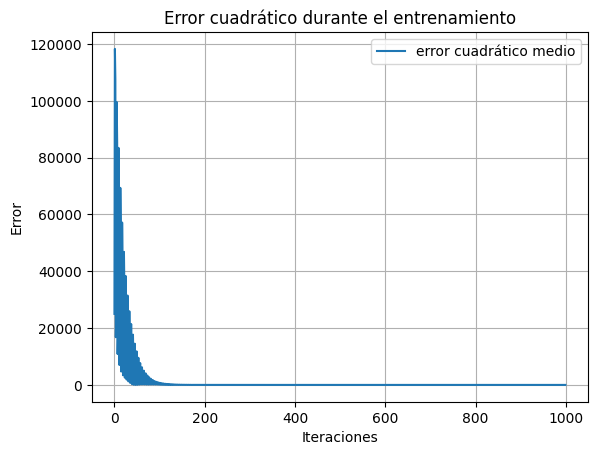 Error cuadrático durante el entrenamiento
error cuadrático medio
120000
100000
80000
60000
40000
20000
0
Error
0 200 400 600 800 1000
Iteraciones